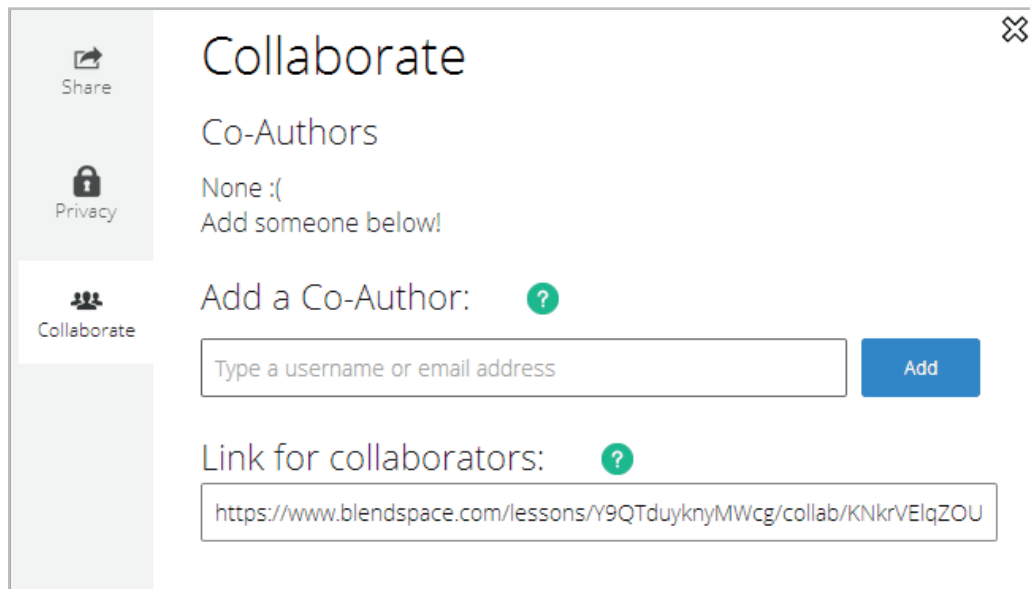 Share
Privacy
Collaborate
Collaborate
Co-Authors
None :(
Add someone below!
Add a Co-Author:
?
Type a username or email address
Add
Link for collaborators:
?
https://www.blendspace.com/lessons/Y9QTduyknyMWcg/collab/KNkrVElqZOU